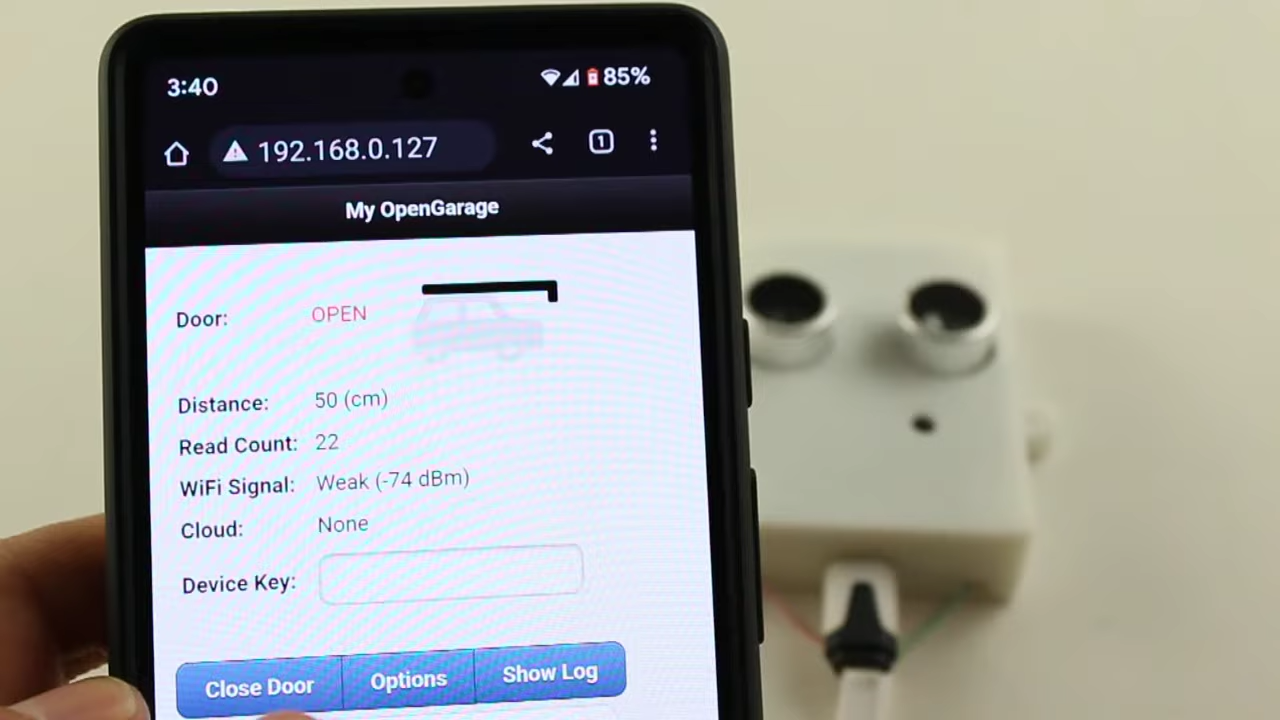 3:40 85%
192.168.0.127 1
My OpenGarage
Door: OPEN
Distance: 50 (cm)
Read Count: 22
WiFi Signal: Weak (-74 dBm)
Cloud: None
Device Key:
Close Door Options Show Log